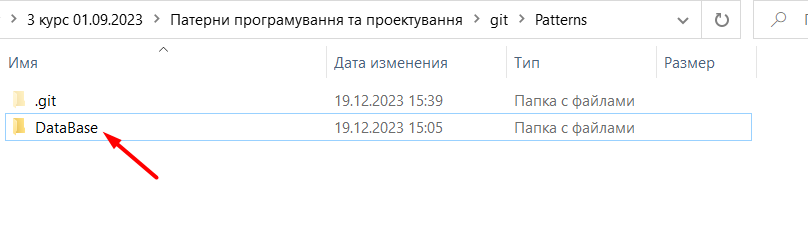 3 курс 01.09.2023 > Патерни програмування та проектування > git > Patterns
Имя Дата изменения Тип Размер
.git 19.12.2023 15:39 Папка с файлами
DataBase 19.12.2023 15:05 Папка с файлами